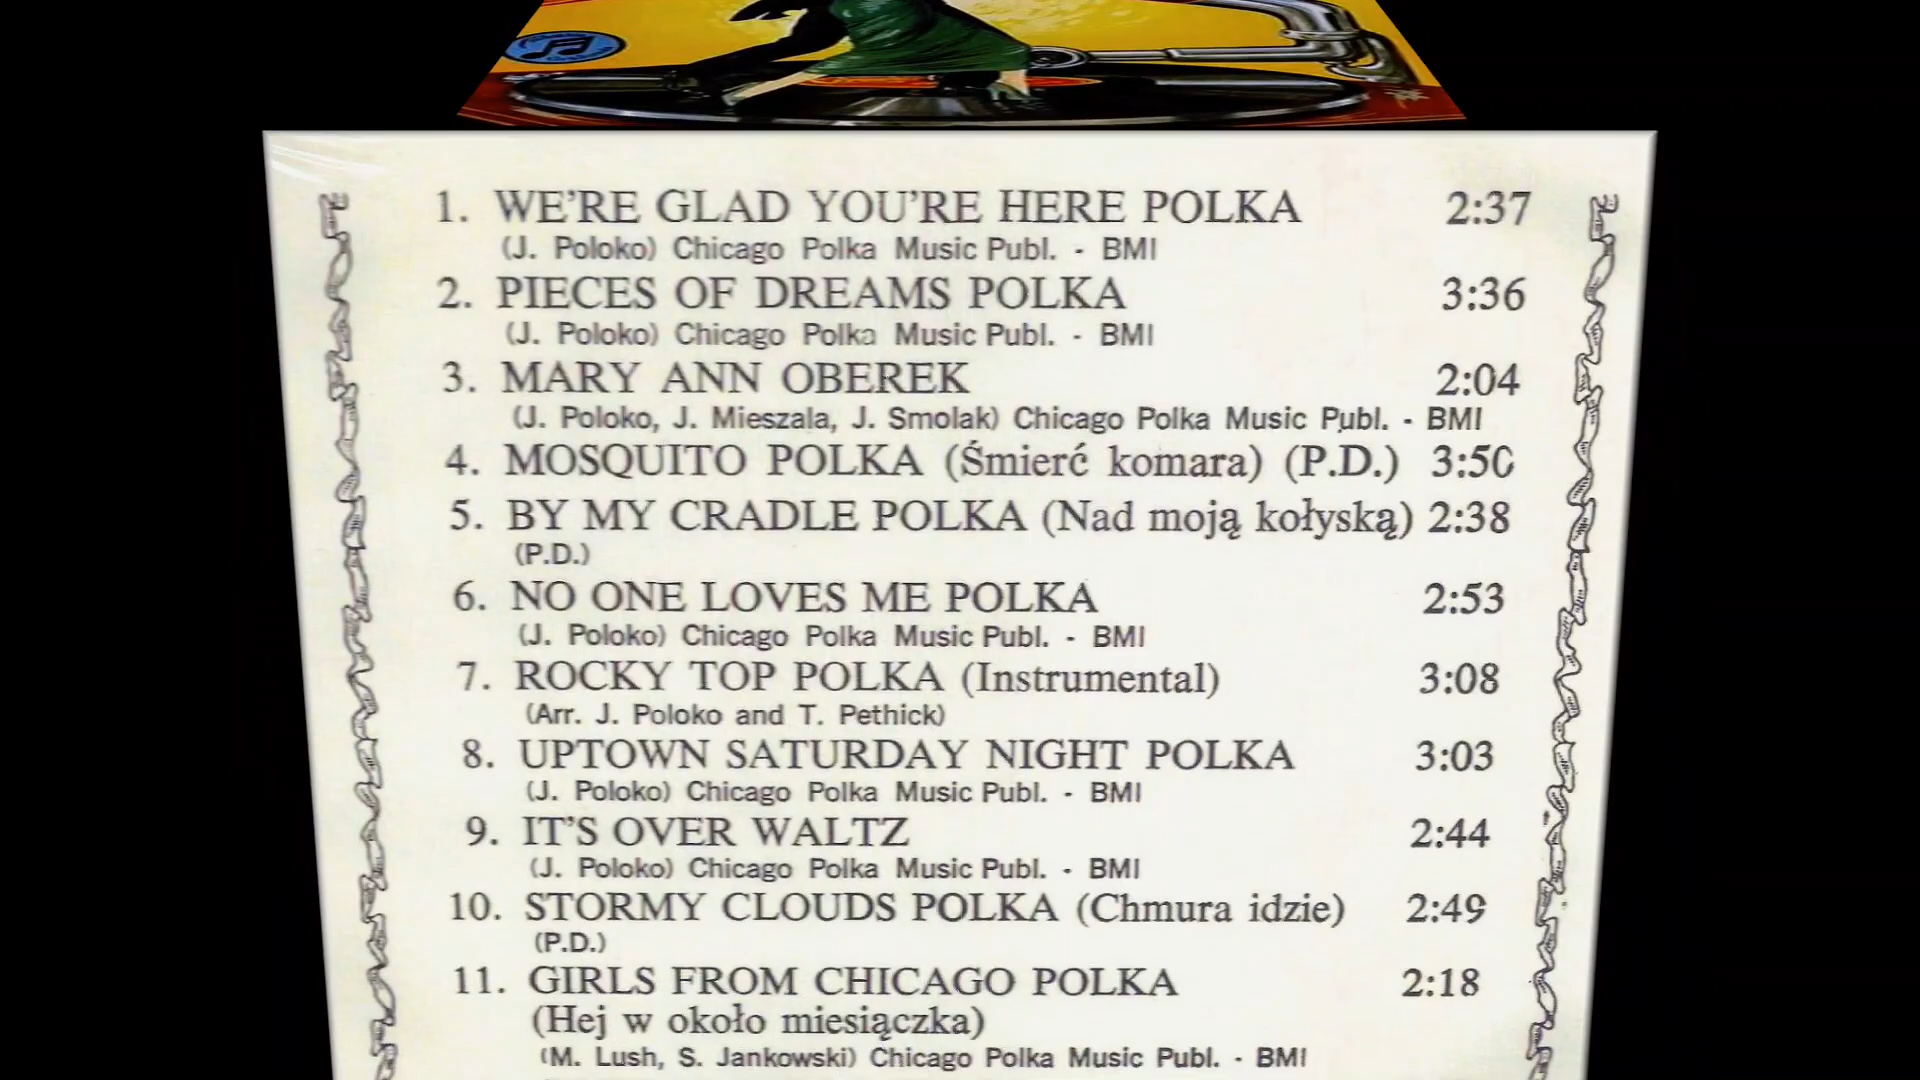 1. WE'RE GLAD YOU'RE HERE POLKA 2:37
(J. Poloko) Chicago Polka Music Publ. - BMI
2. PIECES OF DREAMS POLKA 3:36
(J. Poloko) Chicago Polka Music Publ. - BMI
3. MARY ANN OBEREK 2:04
(J. Poloko, J. Mieszala, J. Smolak) Chicago Polka Music Publ. - BMI
4. MOSQUITO POLKA (Śmierć komara) (P.D.) 3:50
5. BY MY CRADLE POLKA (Nad moją kołyską) 2:38
(P.D.)
6. NO ONE LOVES ME POLKA 2:53
(J. Poloko) Chicago Polka Music Publ. - BMI
7. ROCKY TOP POLKA (Instrumental) 3:08
(Arr. J. Poloko and T. Pethick)
8. UPTOWN SATURDAY NIGHT POLKA 3:03
(J. Poloko) Chicago Polka Music Publ. - BMI
9. IT'S OVER WALTZ 2:44
(J. Poloko) Chicago Polka Music Publ. - BMI
10. STORMY CLOUDS POLKA (Chmura idzie) 2:49
(P.D.)
11. GIRLS FROM CHICAGO POLKA 2:18
(Hej w około miesiączka)
(M. Lush, S. Jankowski) Chicago Polka Music Publ. - BMI